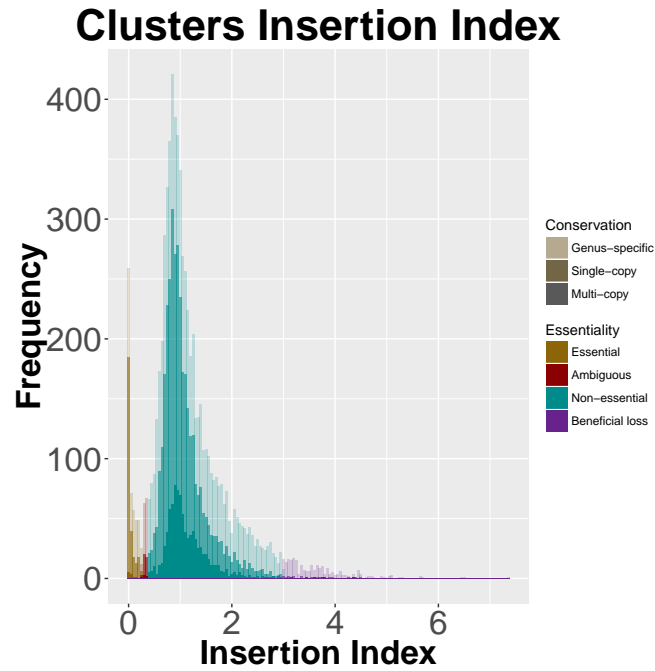 Clusters Insertion Index
Frequency
400
300
200
100
0
0 2 4 6
Insertion Index
Conservation
Genus−specific
Single−copy
Multi−copy
Essentiality
Essential
Ambiguous
Non−essential
Beneficial loss